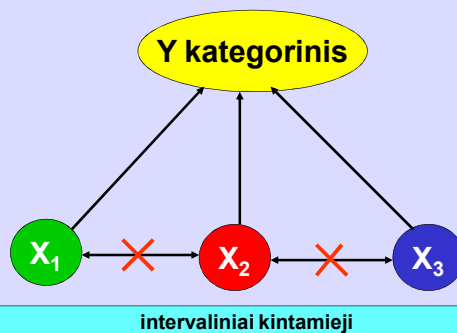 Y kategorinis
X₁ X₂ X₃
intervaliniai kintamieji